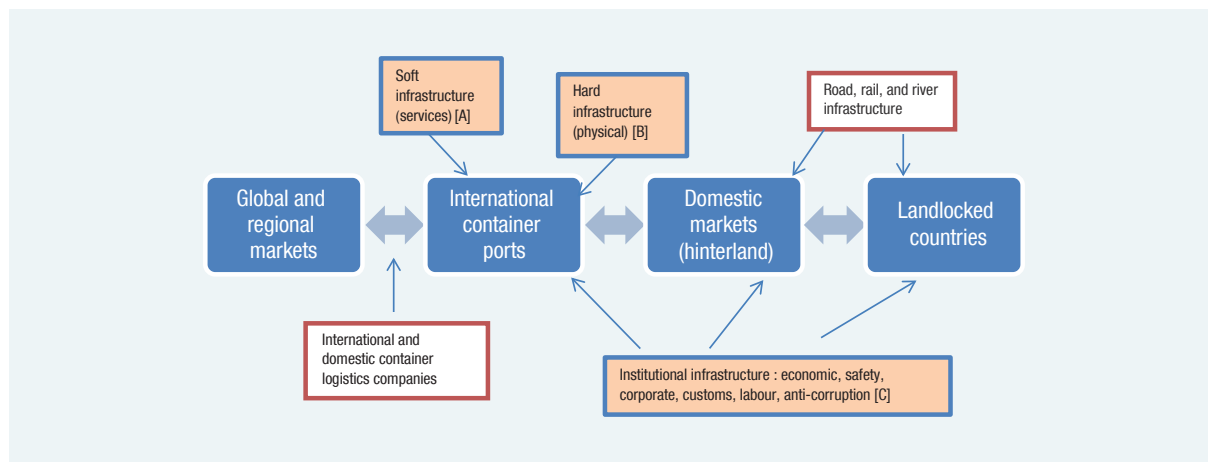 Soft
infrastructure
(services) [A]
Hard
infrastructure
(physical) [B]
Road, rail, and river
infrastructure
Global and
regional
markets
International
container
ports
Domestic
markets
(hinterland)
Landlocked
countries
International and
domestic container
logistics companies
Institutional infrastructure : economic, safety,
corporate, customs, labour, anti-corruption [C]